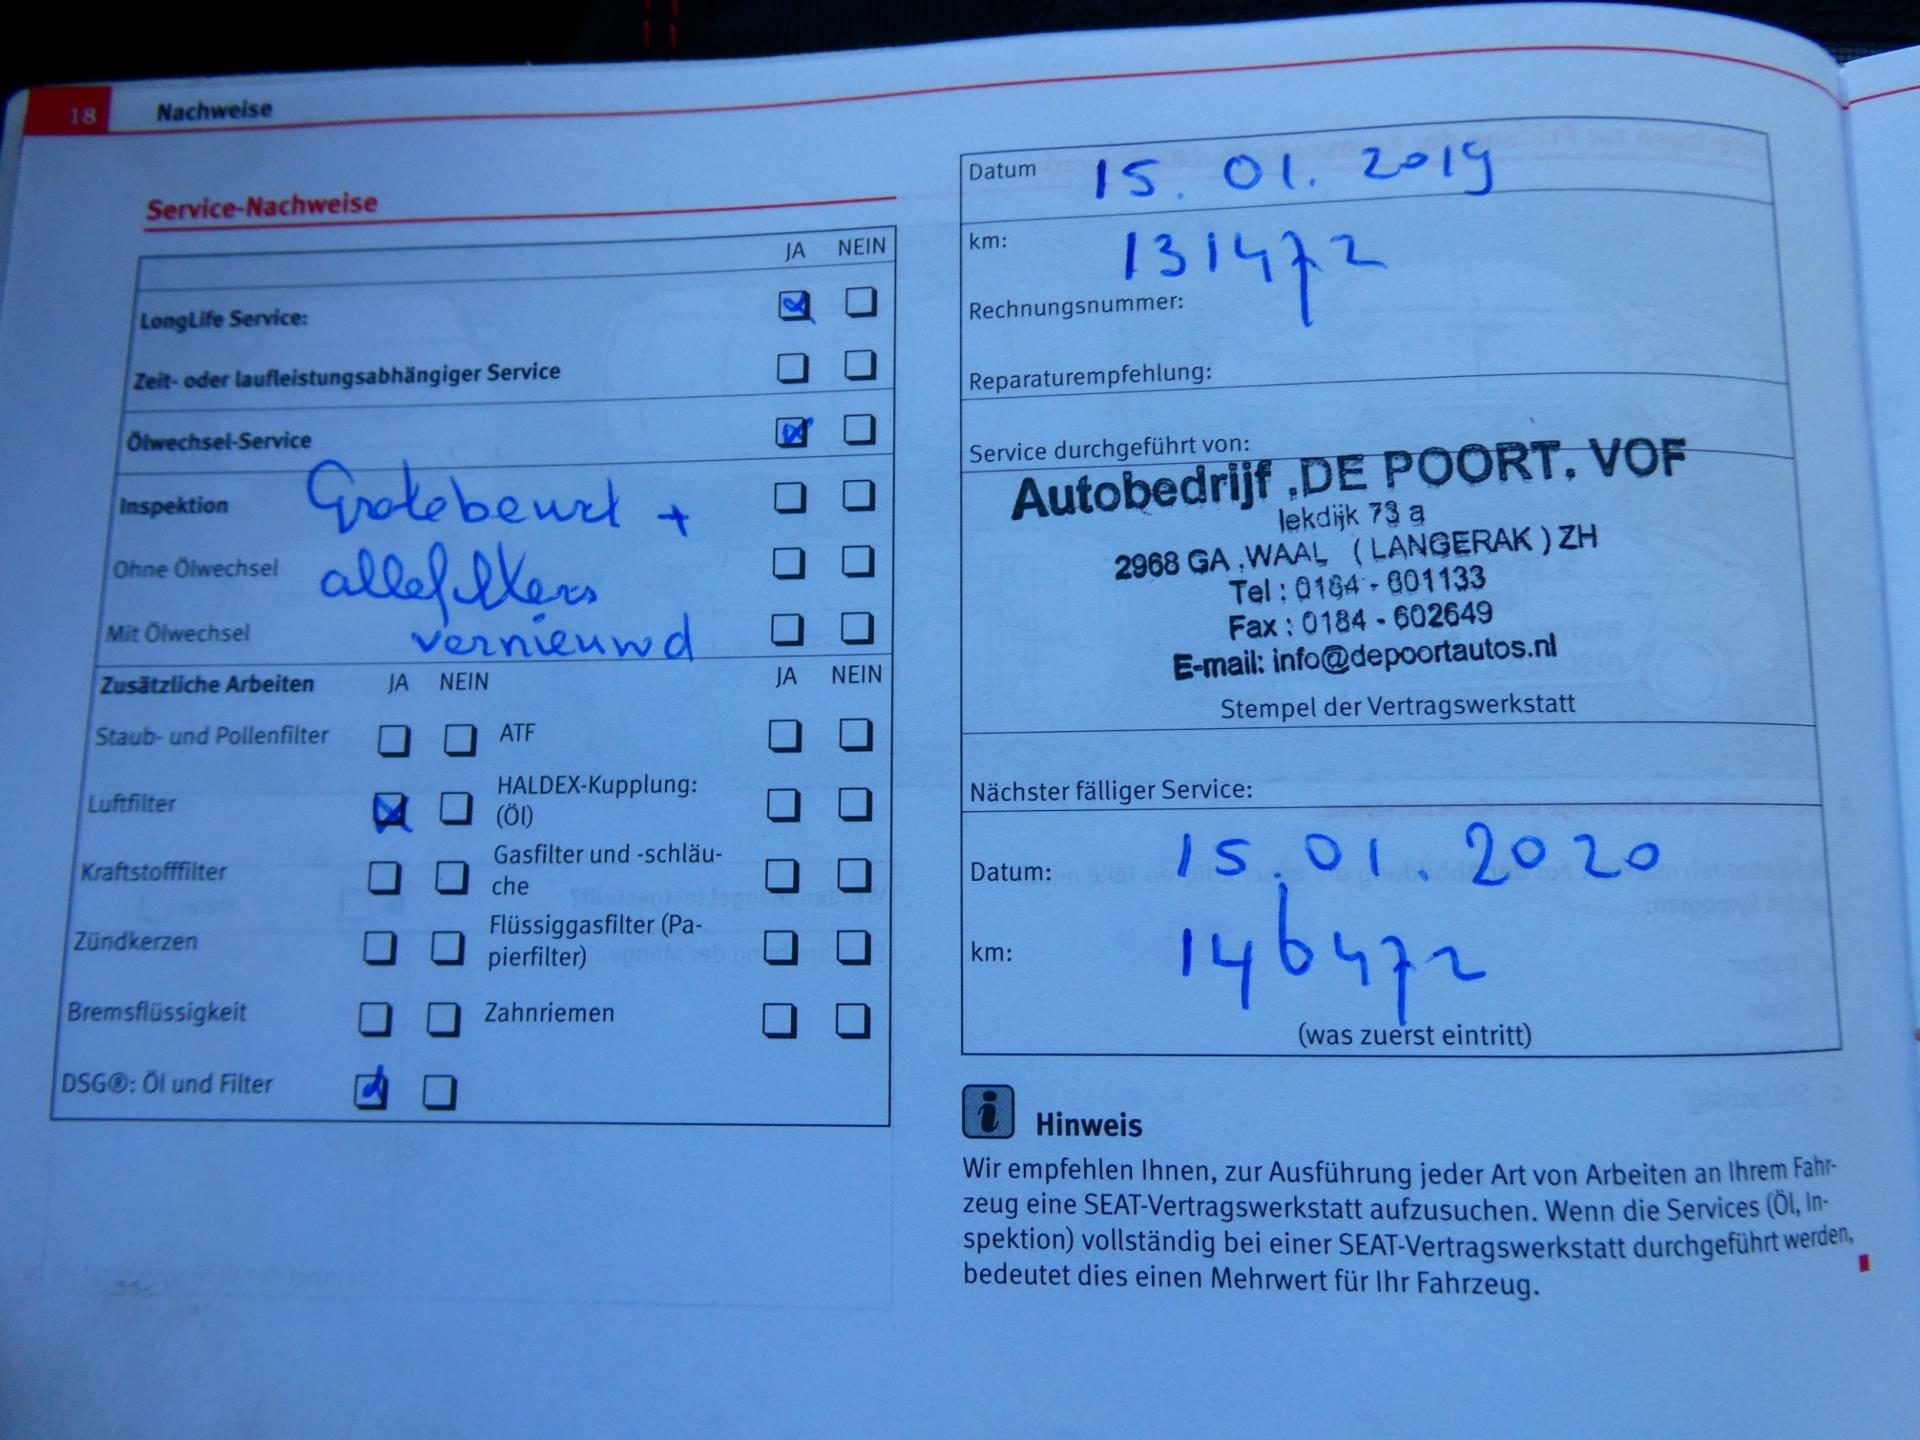 18 Nachweise
Service-Nachweise
JA NEIN
LongLife Service:
Zeit- oder laufleistungsabhängiger Service
Ölwechsel-Service
Inspektion Grotebeurt +
Ohne Ölwechsel allefilters
Mit Ölwechsel vernieuwd
Zusätzliche Arbeiten JA NEIN JA NEIN
Staub- und Pollenfilter ATF
Luftfilter HALDEX-Kupplung:
(Öl)
Kraftstofffilter Gasfilter und -schläu-
che
Zündkerzen Flüssiggasfilter (Pa-
pierfilter)
Bremsflüssigkeit Zahnriemen
DSG®: Öl und Filter
Datum 15. 01. 2019
km: 131472
Rechnungsnummer:
Reparaturempfehlung:
Service durchgeführt von:
Autobedrijf .DE POORT. VOF
lekdijk 73 a
2968 GA .WAAL ( LANGERAK ) ZH
Tel : 0184 - 601133
Fax : 0184 - 602649
E-mail: info@depoortautos.nl
Stempel der Vertragswerkstatt
Nächster fälliger Service:
Datum: 15. 01. 2020
km: 146472
(was zuerst eintritt)
i Hinweis
Wir empfehlen Ihnen, zur Ausführung jeder Art von Arbeiten an Ihrem Fahr-
zeug eine SEAT-Vertragswerkstatt aufzusuchen. Wenn die Services (Öl, In-
spektion) vollständig bei einer SEAT-Vertragswerkstatt durchgeführt werden,
bedeutet dies einen Mehrwert für Ihr Fahrzeug.